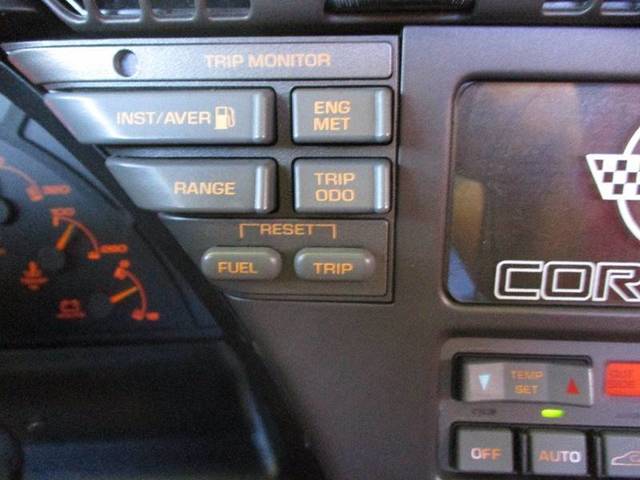 TRIP MONITOR
INST/AVER
ENG
MET
RANGE
TRIP
ODO
RESET
FUEL
TRIP
COR
TEMP
SET
OFF
AUTO